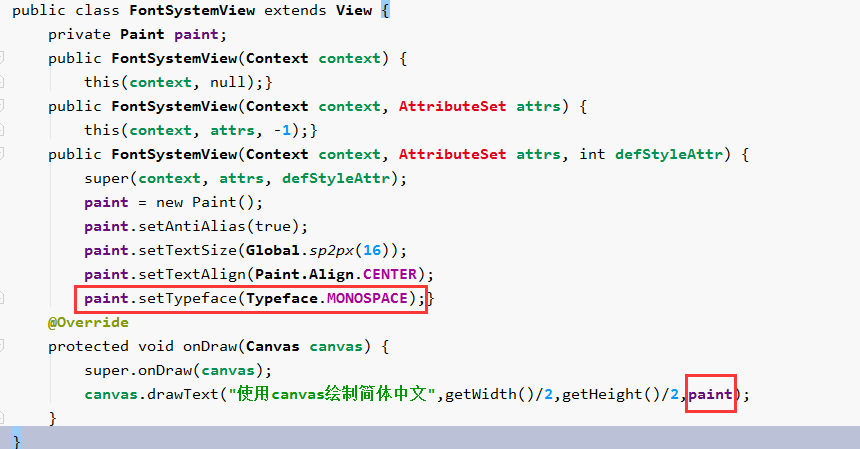 public class FontSystemView extends View {
    private Paint paint;
    public FontSystemView(Context context) {
        this(context, null);}
    public FontSystemView(Context context, AttributeSet attrs) {
        this(context, attrs, -1);}
    public FontSystemView(Context context, AttributeSet attrs, int defStyleAttr) {
        super(context, attrs, defStyleAttr);
        paint = new Paint();
        paint.setAntiAlias(true);
        paint.setTextSize(Global.sp2px(16));
        paint.setTextAlign(Paint.Align.CENTER);
        paint.setTypeface(Typeface.MONOSPACE);}
    @Override
    protected void onDraw(Canvas canvas) {
        super.onDraw(canvas);
        canvas.drawText("使用canvas绘制简体中文",getWidth()/2,getHeight()/2,paint);
    }
}